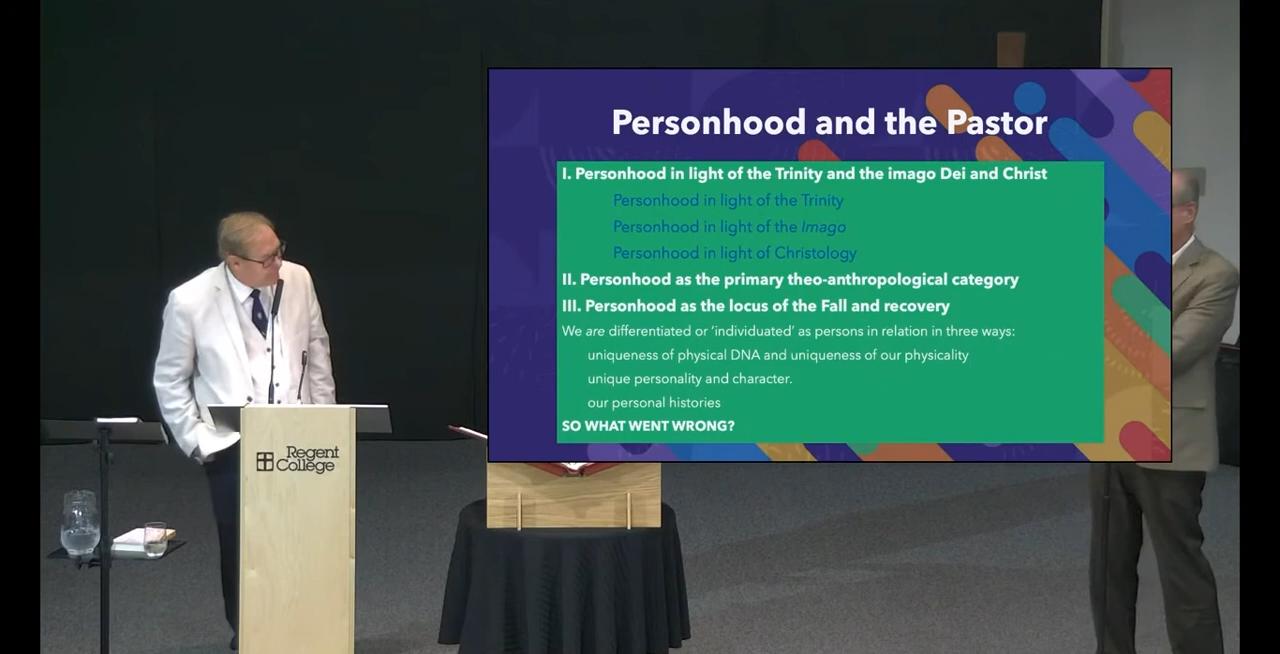 Personhood and the Pastor
I. Personhood in light of the Trinity and the imago Dei and Christ
Personhood in light of the Trinity
Personhood in light of the Imago
Personhood in light of Christology
II. Personhood as the primary theo-anthropological category
III. Personhood as the locus of the Fall and recovery
We are differentiated or ‘individuated’ as persons in relation in three ways:
uniqueness of physical DNA and uniqueness of our physicality
unique personality and character.
our personal histories
SO WHAT WENT WRONG?
Regent
College